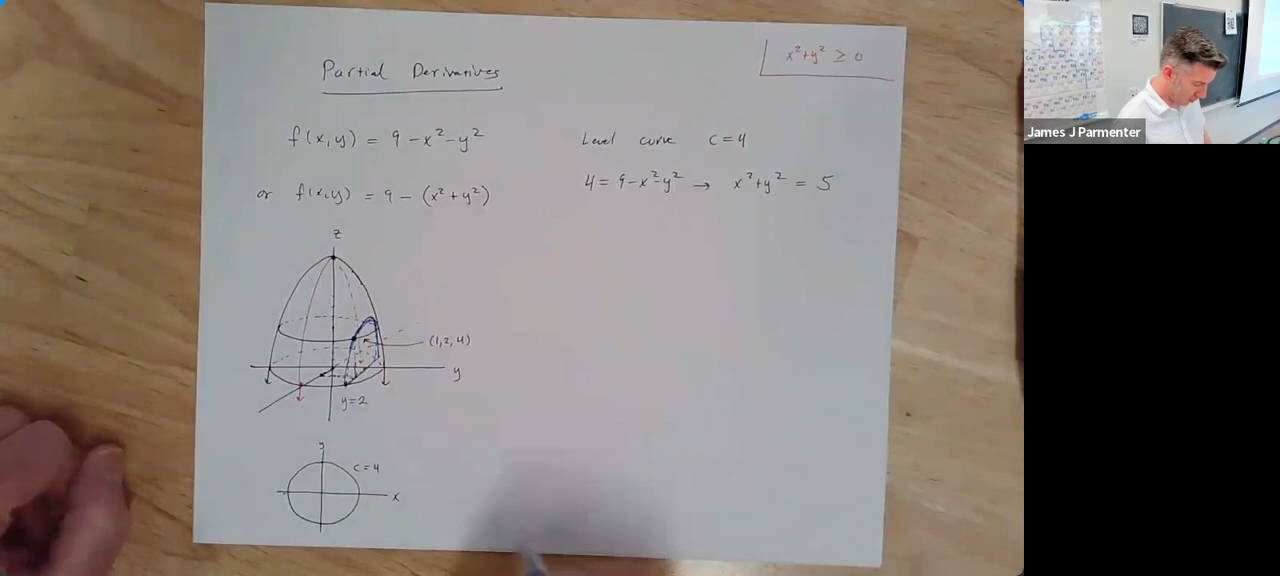 x²+y² ≥ 0
Partial Derivatives
f(x,y) = 9-x²-y²
Level curve c=4
or f(x,y) = 9 - (x²+y²)
4=9-x²-y² → x²+y² = 5
z
(1,2,4)
y
y=2
y
c=4
x
James J Parmenter